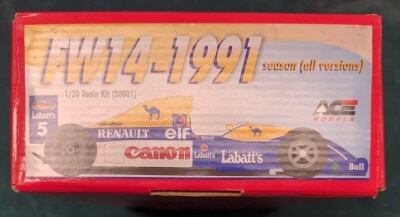 FW14-1991
season (all versions)
1/20 Resin Kit (20001)
ACE
MODELS
Labatt's
5
RENAULT
elf
Canon
Labatt's
Labatt's
Bull